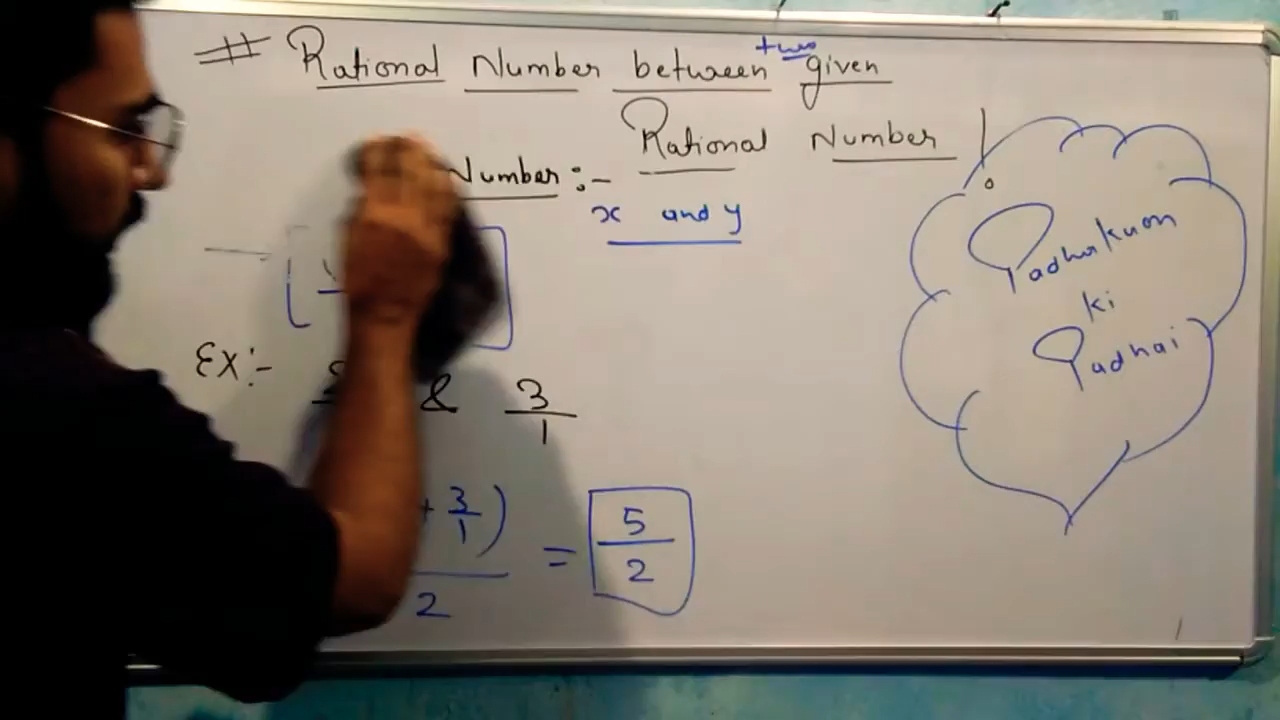 # Rational Number between two given
Rational Number !
Number :-
x and y
Ex :- & 3/1
+ 3/1) / 2 = 5/2
Padhakuon
ki
Padhai